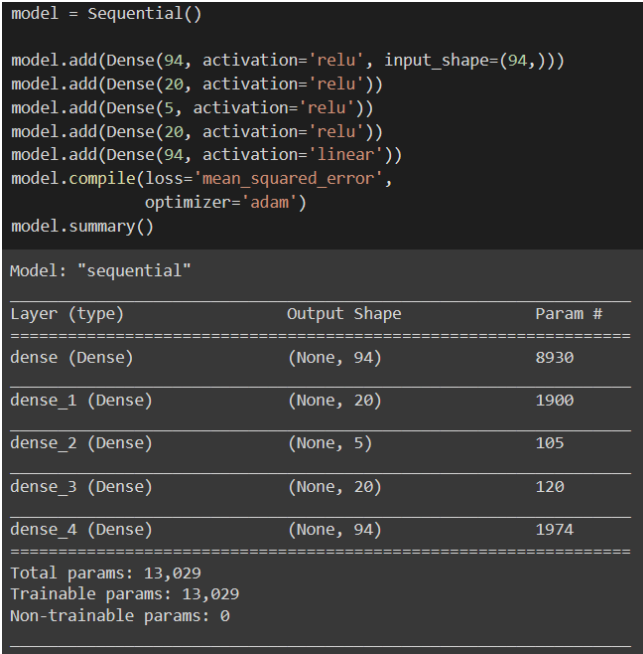 model = Sequential()
model.add(Dense(94, activation='relu', input_shape=(94,)))
model.add(Dense(20, activation='relu'))
model.add(Dense(5, activation='relu'))
model.add(Dense(20, activation='relu'))
model.add(Dense(94, activation='linear'))
model.compile(loss='mean_squared_error',
              optimizer='adam')
model.summary()
Model: "sequential"
Layer (type)                 Output Shape              Param #
=================================================================
dense (Dense)                (None, 94)                8930
dense_1 (Dense)              (None, 20)                1900
dense_2 (Dense)              (None, 5)                 105
dense_3 (Dense)              (None, 20)                120
dense_4 (Dense)              (None, 94)                1974
=================================================================
Total params: 13,029
Trainable params: 13,029
Non-trainable params: 0